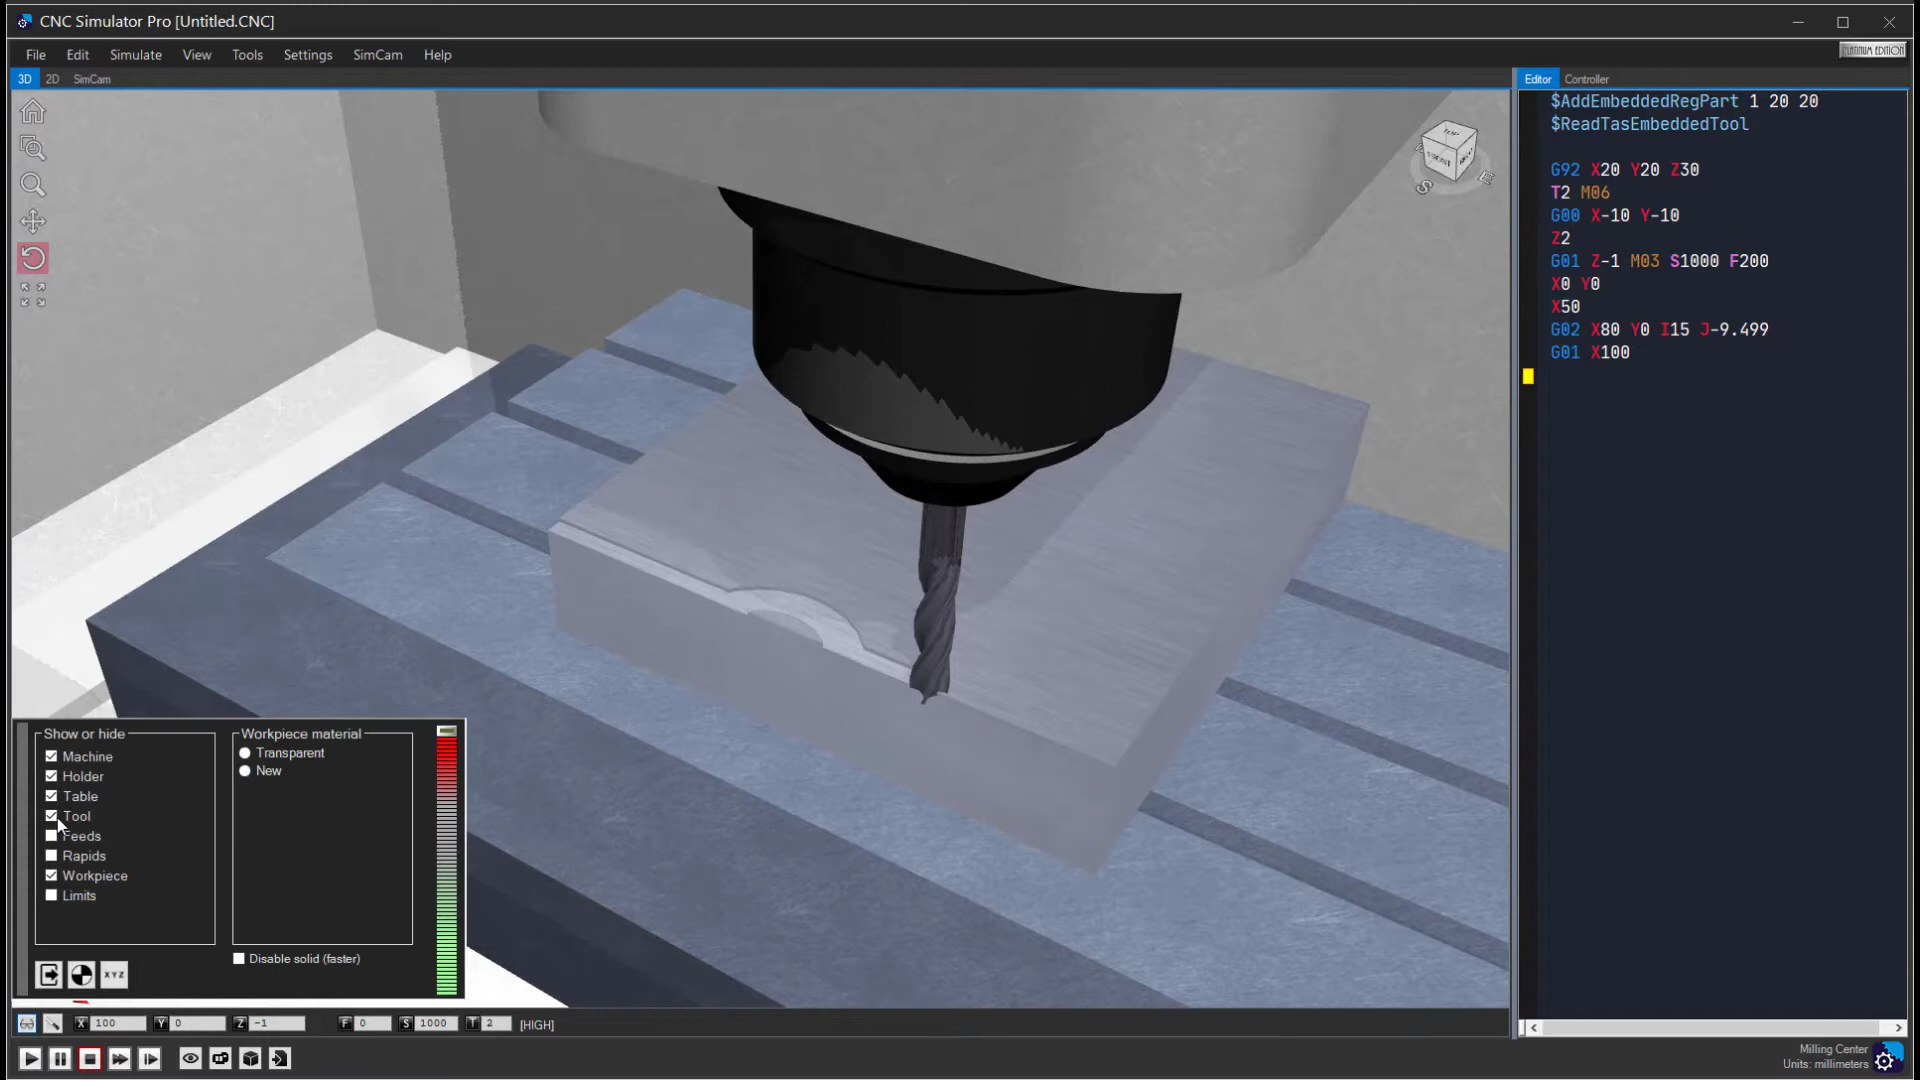 CNC Simulator Pro [Untitled.CNC]
File Edit Simulate View Tools Settings SimCam Help
PLATINUM EDITION
3D 2D SimCam
Editor Controller
$AddEmbeddedRegPart 1 20 20
$ReadTasEmbeddedTool
G92 X20 Y20 Z30
T2 M06
G00 X-10 Y-10
Z2
G01 Z-1 M03 S1000 F200
X0 Y0
X50
G02 X80 Y0 I15 J-9.499
G01 X100
TOP
FRONT
S
E
Show or hide
Machine
Holder
Table
Tool
Feeds
Rapids
Workpiece
Limits
Workpiece material
Transparent
New
Disable solid (faster)
XYZ
X 100 Y 0 Z -1 F 0 S 1000 T 2 [HIGH]
Milling Center
Units: millimeters